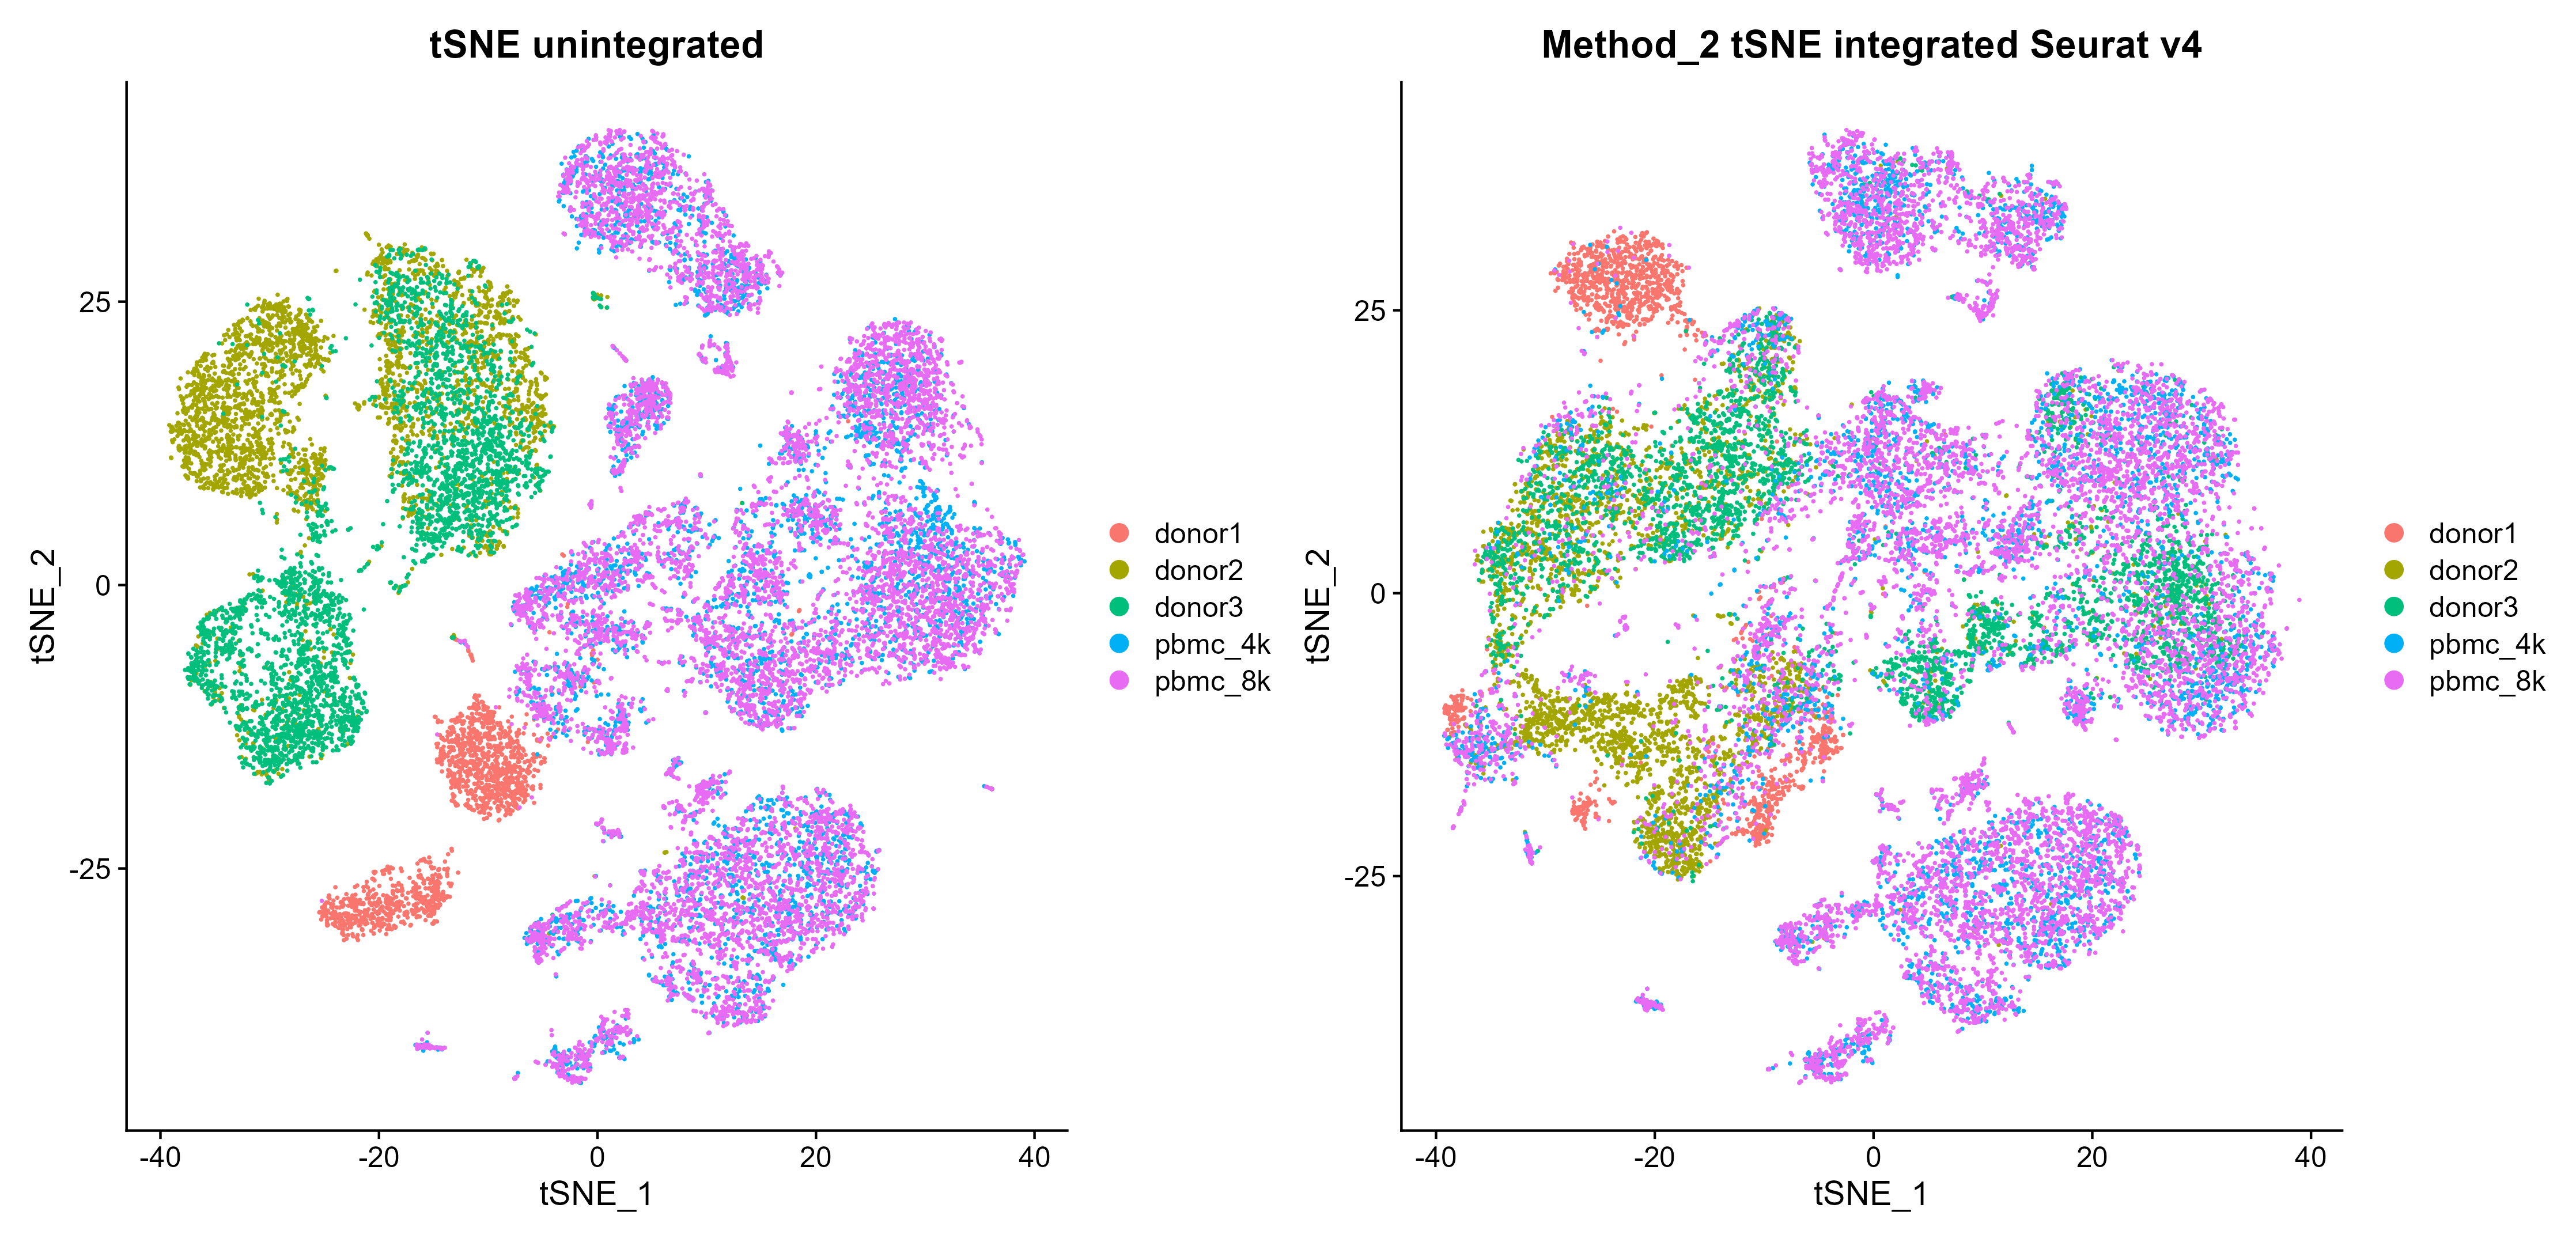 tSNE unintegrated
tSNE_2
25
0
-25
-40 -20 0 20 40
tSNE_1
donor1
donor2
donor3
pbmc_4k
pbmc_8k
Method_2 tSNE integrated Seurat v4
tSNE_2
25
0
-25
-40 -20 0 20 40
tSNE_1
donor1
donor2
donor3
pbmc_4k
pbmc_8k